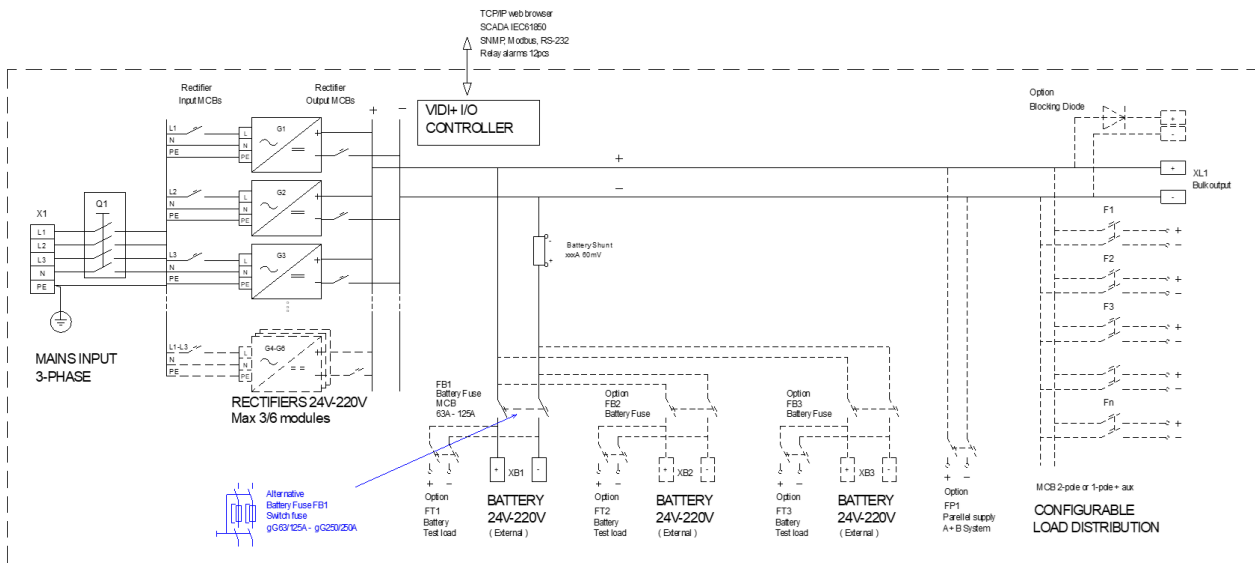 TCP/IP web browser
SCADA IEC61850
SNMP, Modbus, RS-232
Relay alarms 12pcs
Rectifier
Input MCBs
Rectifier
Output MCBs
+ −
VIDI+ I/O
CONTROLLER
Option
Blocking Diode
+
-
L1
N
PE
L
N
PE
G1
+
+
−
+
XL1
-
Bulk output
L2
N
PE
L
N
PE
G2
+
X1
Q1
L1
L2
L3
N
PE
L3
N
PE
L
N
PE
G3
+
-
Battery Shunt
xxxA 60mV
+
F1
+
−
F2
+
−
F3
+
−
+
−
Fn
+
−
MAINS INPUT
3-PHASE
L1-L3
N
PE
L
N
PE
G4-G6
+
RECTIFIERS 24V-220V
Max 3/6 modules
FB1
Battery Fuse
MCB
63A - 125A
Option
FB2
Battery Fuse
Option
FB3
Battery Fuse
+ −
+ XB1 -
+ −
+ XB2 -
+ −
+ XB3 -
+ −
Alternative
Battery Fuse FB1
Switch fuse
gG63/125A - gG250/250A
Option
FT1
Battery
Test load
BATTERY
24V-220V
( External )
Option
FT2
Battery
Test load
BATTERY
24V-220V
( External )
Option
FT3
Battery
Test load
BATTERY
24V-220V
( External )
Option
FP1
Parellel supply
A + B System
MCB 2-pole or 1-pole + aux
CONFIGURABLE
LOAD DISTRIBUTION